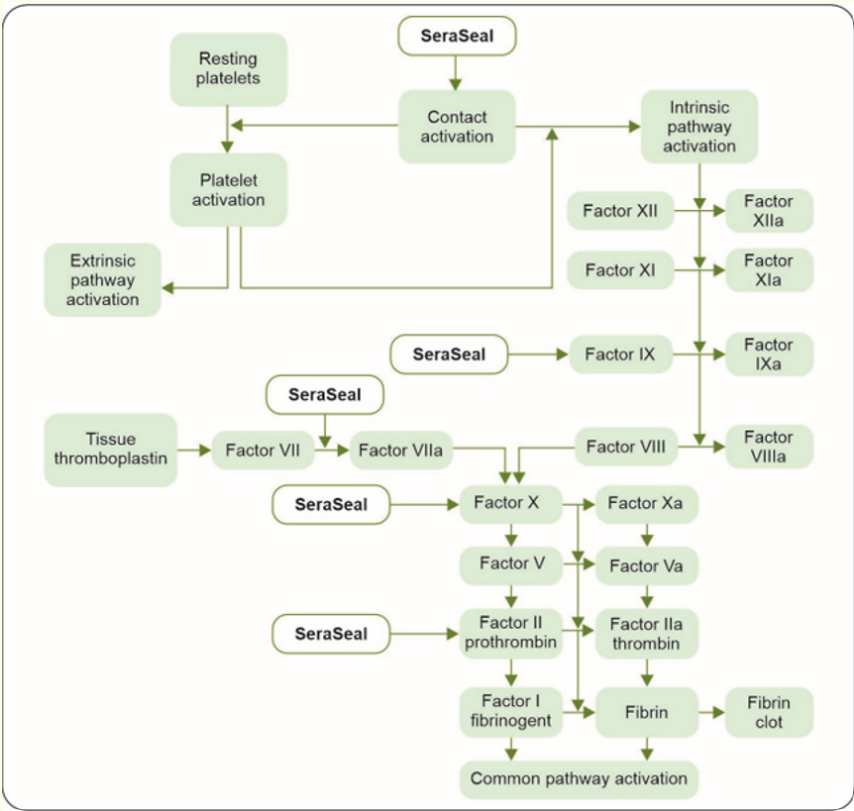 SeraSeal
Resting
platelets
Contact
activation
Intrinsic
pathway
activation
Platelet
activation
Factor XII
Factor
XIIa
Extrinsic
pathway
activation
Factor XI
Factor
XIa
SeraSeal
Factor IX
Factor
IXa
SeraSeal
Tissue
thromboplastin
Factor VII
Factor VIIa
Factor VIII
Factor
VIIIa
SeraSeal
Factor X
Factor Xa
Factor V
Factor Va
SeraSeal
Factor II
prothrombin
Factor IIa
thrombin
Factor I
fibrinogent
Fibrin
Fibrin
clot
Common pathway activation